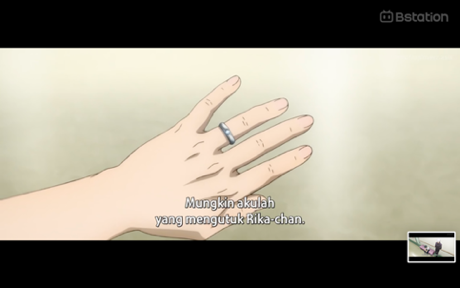 Bstation
Mungkin akulah
yang mengutuk Rika-chan.